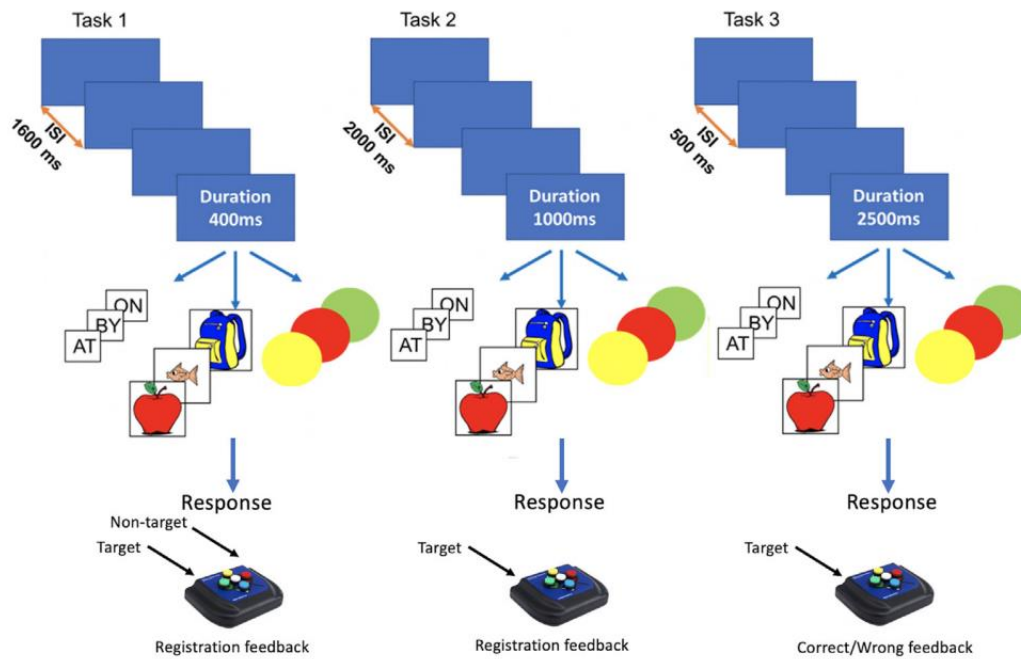 Task 1
ISI
1600 ms
Duration
400ms
ON
BY
AT
Response
Non-target
Target
Registration feedback
Task 2
ISI
2000 ms
Duration
1000ms
ON
BY
AT
Response
Target
Registration feedback
Task 3
ISI
500 ms
Duration
2500ms
ON
BY
AT
Response
Target
Correct/Wrong feedback